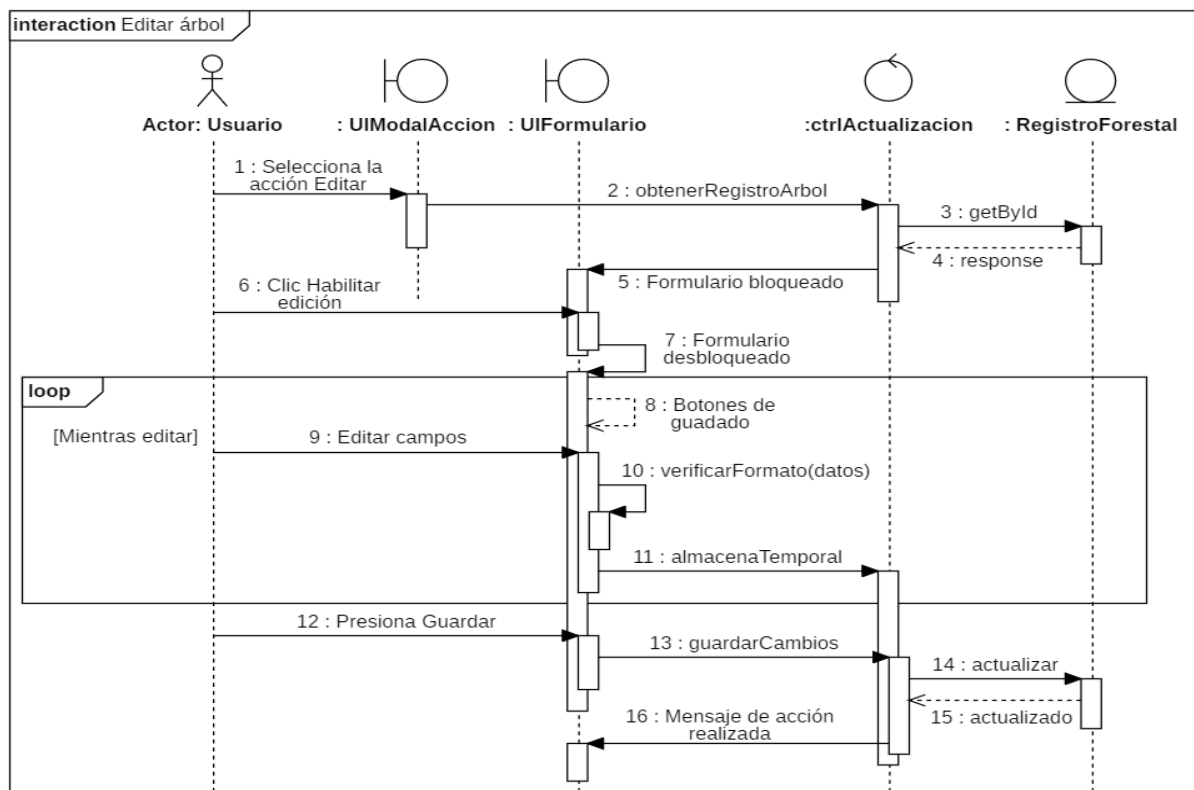 interaction Editar árbol
Actor: Usuario
: UIModalAccion
: UIFormulario
:ctrlActualizacion
: RegistroForestal
1 : Selecciona la
acción Editar
2 : obtenerRegistroArbol
3 : getById
4 : response
5 : Formulario bloqueado
6 : Clic Habilitar
edición
7 : Formulario
desbloqueado
loop
[Mientras editar]
8 : Botones de
guadado
9 : Editar campos
10 : verificarFormato(datos)
11 : almacenaTemporal
12 : Presiona Guardar
13 : guardarCambios
14 : actualizar
15 : actualizado
16 : Mensaje de acción
realizada